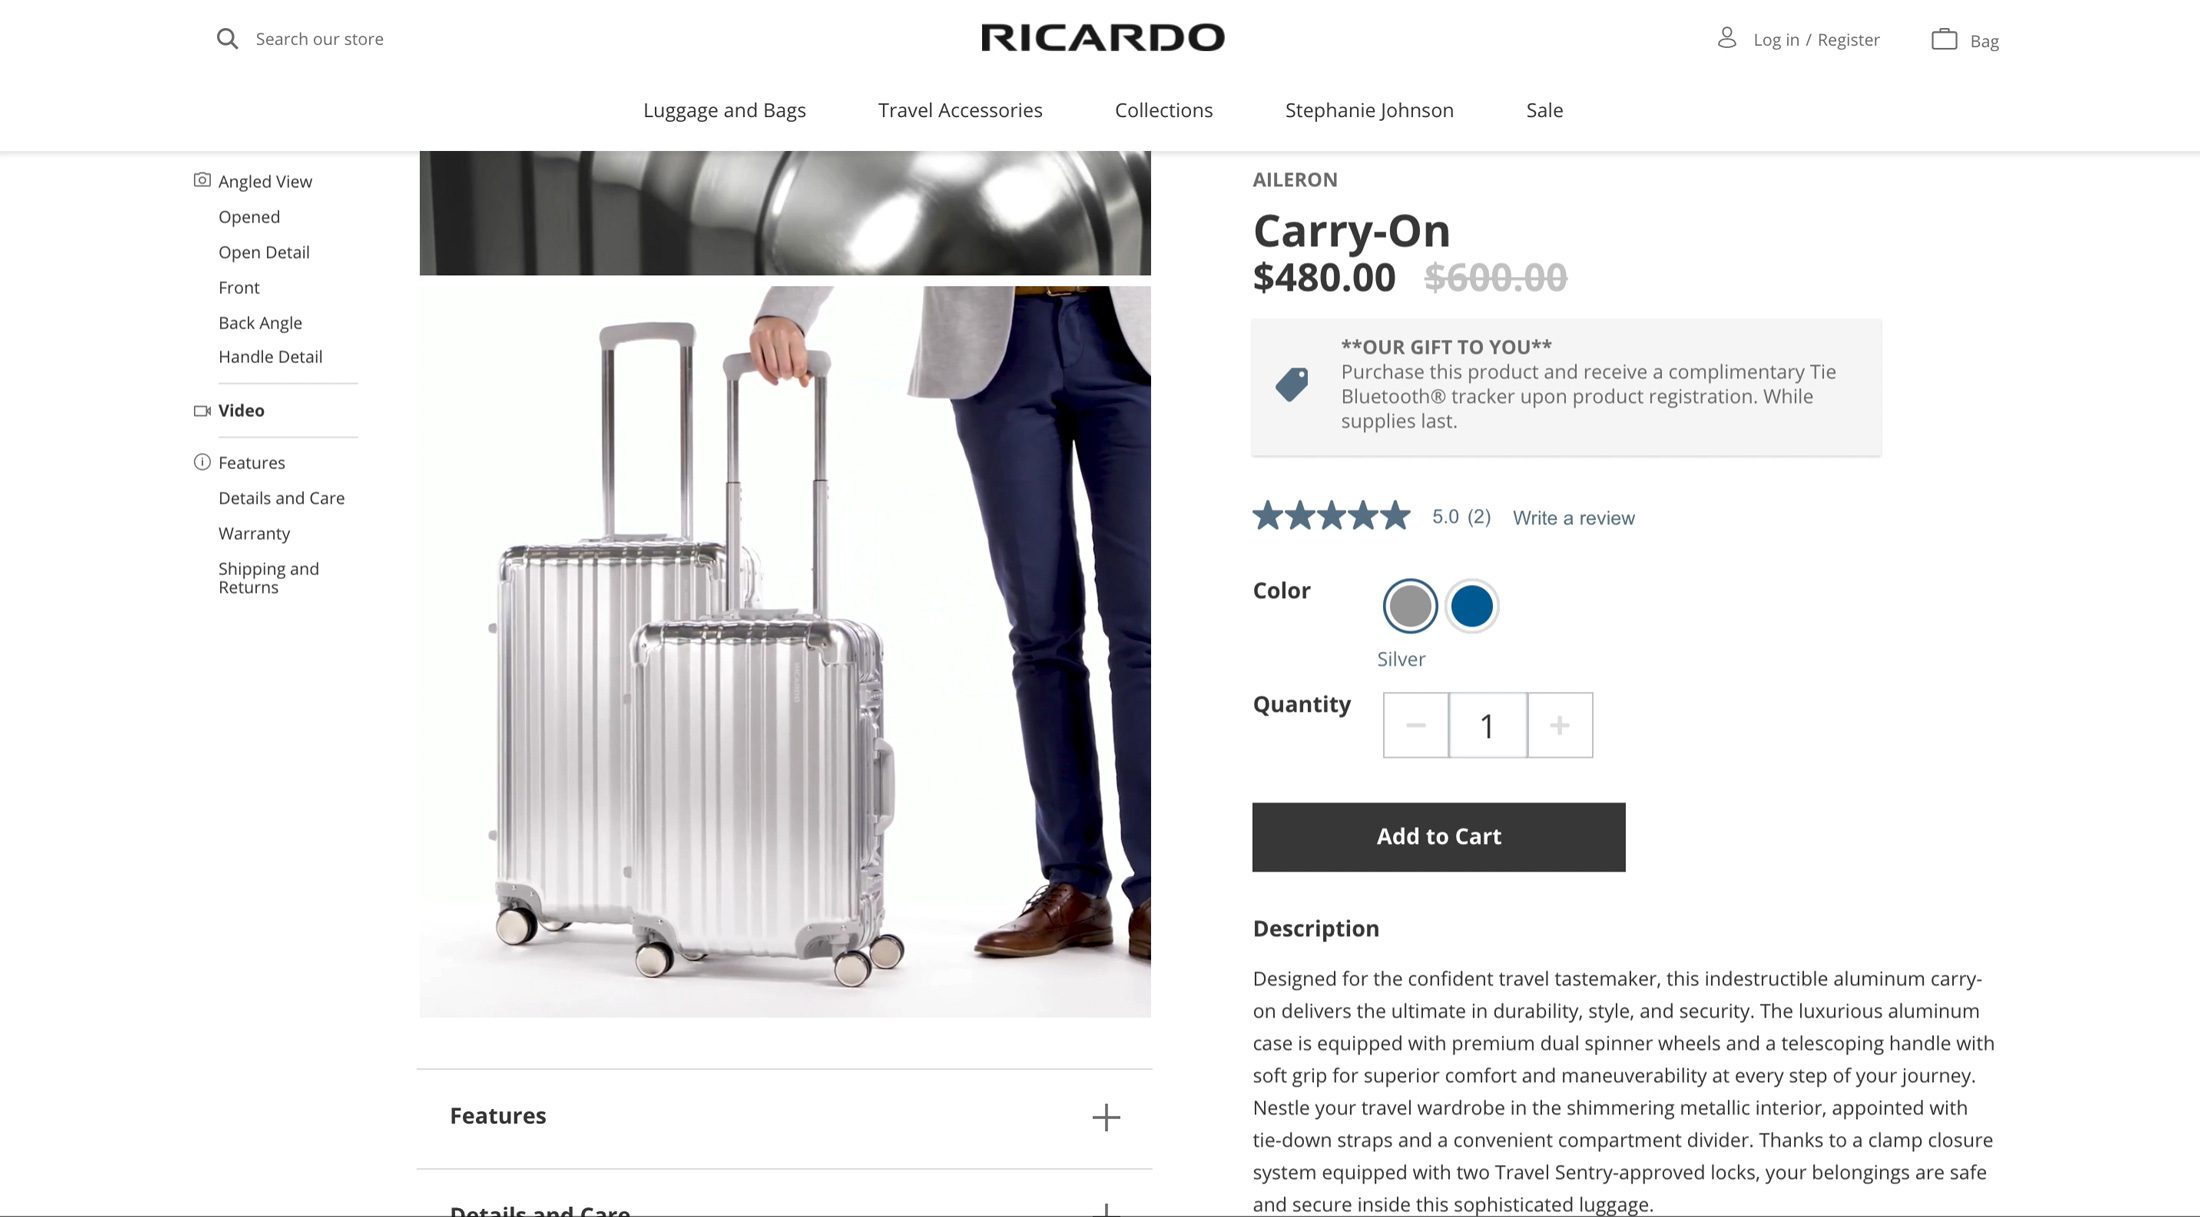 Search our store
RICARDO
Log in / Register
Bag
Luggage and Bags
Travel Accessories
Collections
Stephanie Johnson
Sale
Angled View
Opened
Open Detail
Front
Back Angle
Handle Detail
Video
Features
Details and Care
Warranty
Shipping and
Returns
RICARDO
AILERON
Carry-On
$480.00 $600.00
**OUR GIFT TO YOU**
Purchase this product and receive a complimentary Tie
Bluetooth® tracker upon product registration. While
supplies last.
5.0 (2) Write a review
Color
Silver
Quantity
1
Add to Cart
Description
Designed for the confident travel tastemaker, this indestructible aluminum carry-
on delivers the ultimate in durability, style, and security. The luxurious aluminum
case is equipped with premium dual spinner wheels and a telescoping handle with
soft grip for superior comfort and maneuverability at every step of your journey.
Nestle your travel wardrobe in the shimmering metallic interior, appointed with
tie-down straps and a convenient compartment divider. Thanks to a clamp closure
system equipped with two Travel Sentry-approved locks, your belongings are safe
and secure inside this sophisticated luggage.
Features
Details and Care